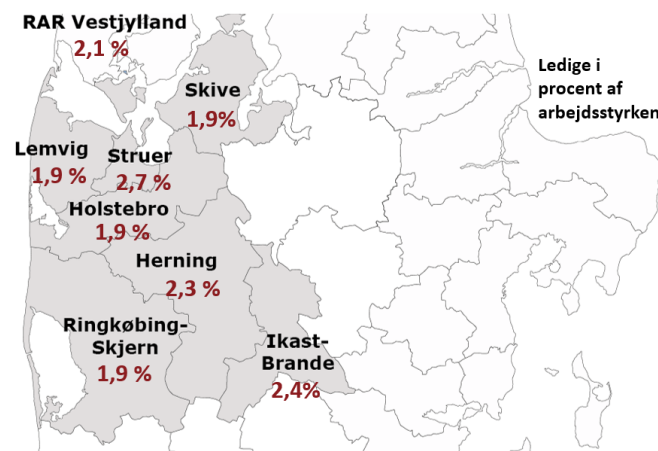 RAR Vestjylland
2,1 %
Ledige i
procent af
arbejdsstyrken
Skive
1,9%
Lemvig
1,9 %
Struer
2,7 %
Holstebro
1,9 %
Herning
2,3 %
Ringkøbing-
Skjern
1,9 %
Ikast-
Brande
2,4%